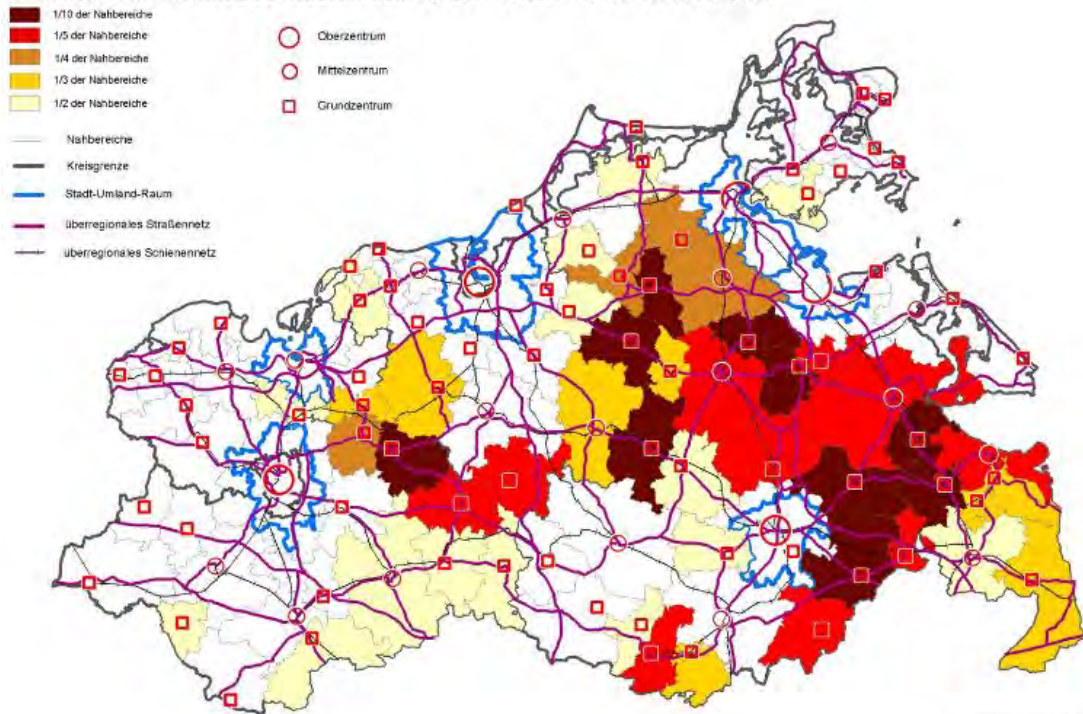 1/10 der Nahbereiche
1/5 der Nahbereiche
1/4 der Nahbereiche
1/3 der Nahbereiche
1/2 der Nahbereiche
Nahbereiche
Kreisgrenze
Stadt-Umland-Raum
überregionales Straßennetz
überregionales Schienennetz
Oberzentrum
Mittelzentrum
Grundzentrum